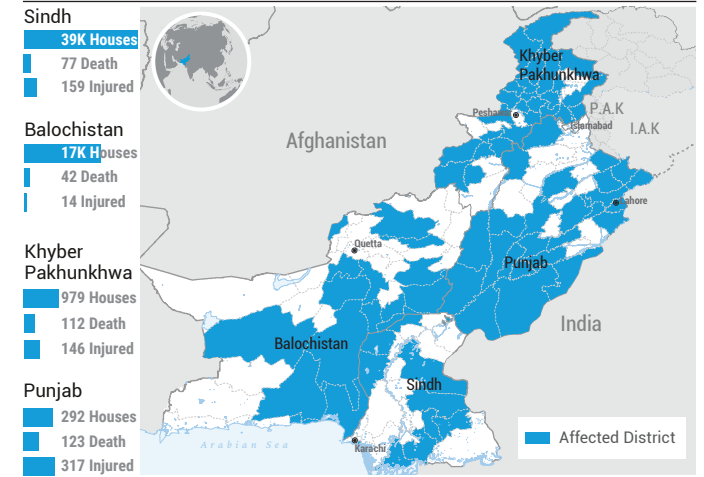 Sindh
39K Houses
77 Death
159 Injured
Balochistan
17K Houses
42 Death
14 Injured
Khyber
Pakhunkhwa
979 Houses
112 Death
146 Injured
Punjab
292 Houses
123 Death
317 Injured
Khyber
Pakhunkhwa
Peshawar
P.A.K
Islamabad
I.A.K
Afghanistan
Lahore
Quetta
Punjab
India
Balochistan
Sindh
Affected District
Arabian Sea
Karachi